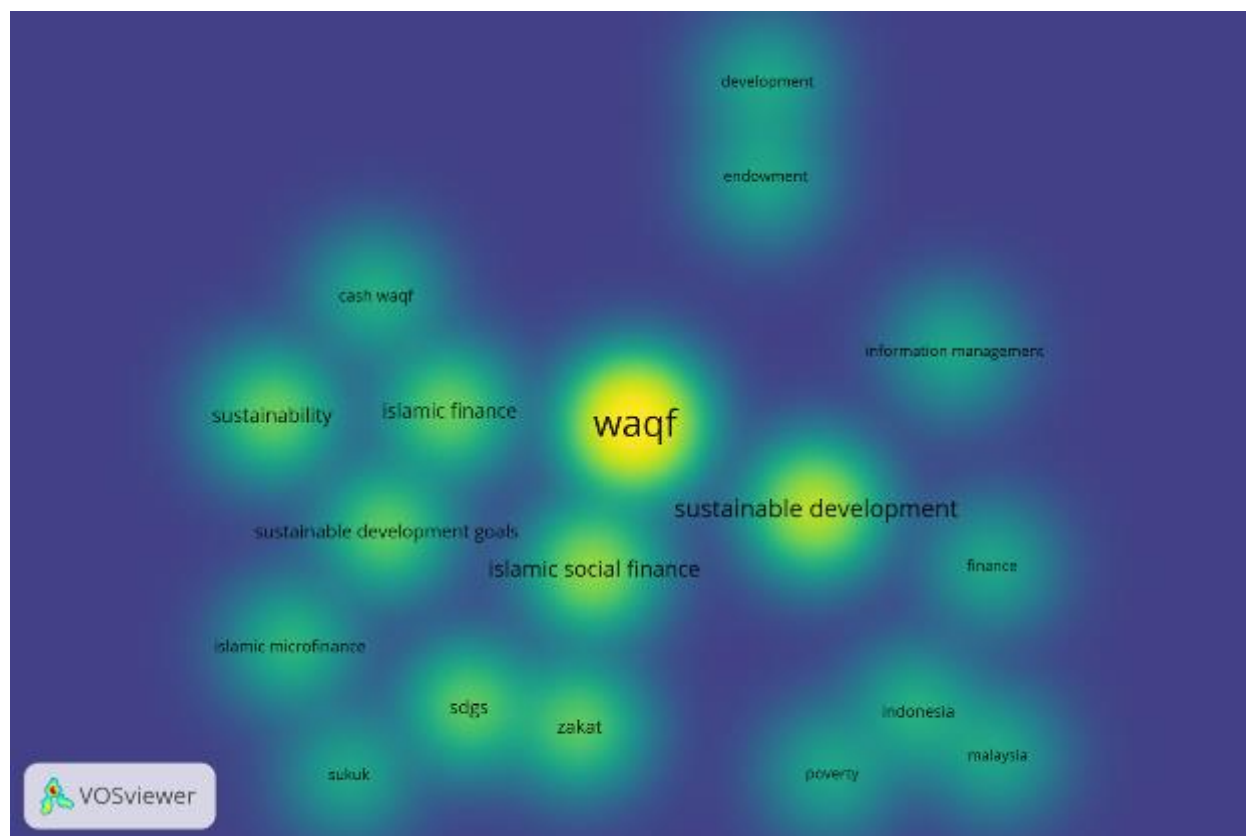 development
endowment
cash waqf
information management
islamic finance
sustainability
waqf
sustainable development
sustainable development goals
finance
islamic social finance
islamic microfinance
sdgs
indonesia
zakat
malaysia
sukuk
poverty
VOSviewer